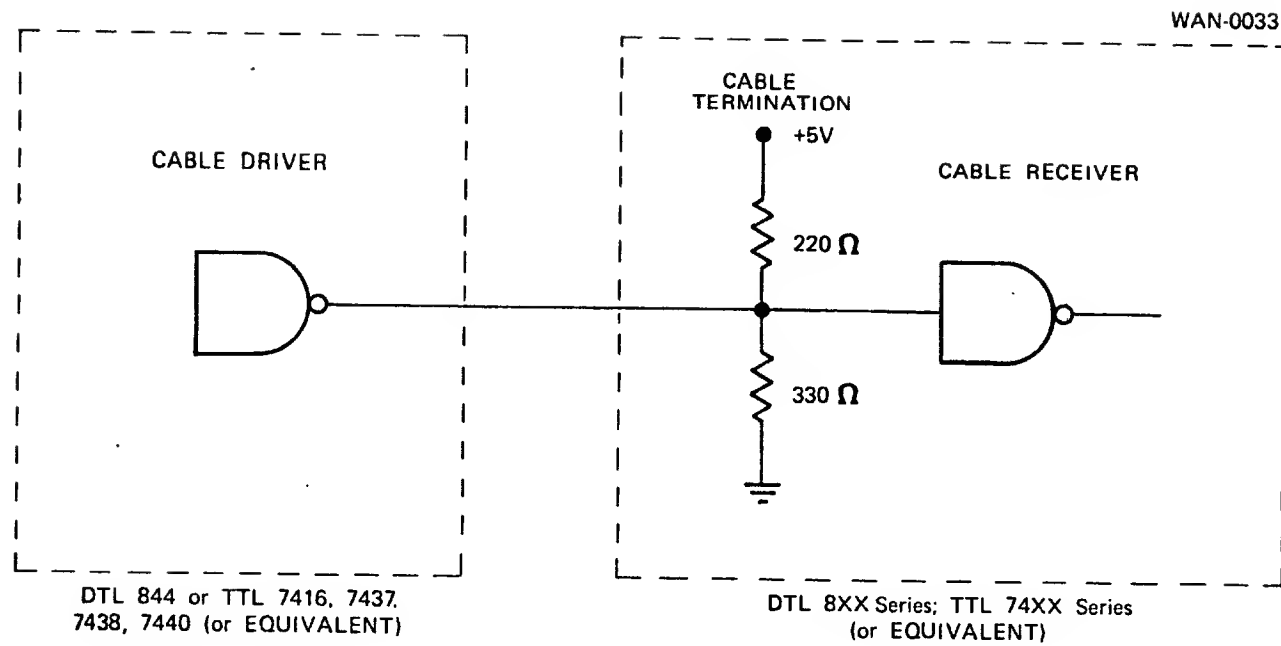 WAN-0033
CABLE
TERMINATION
+5V
CABLE DRIVER
CABLE RECEIVER
220 Ω
330 Ω
DTL 844 or TTL 7416, 7437,
7438, 7440 (or EQUIVALENT)
DTL 8XX Series; TTL 74XX Series
(or EQUIVALENT)